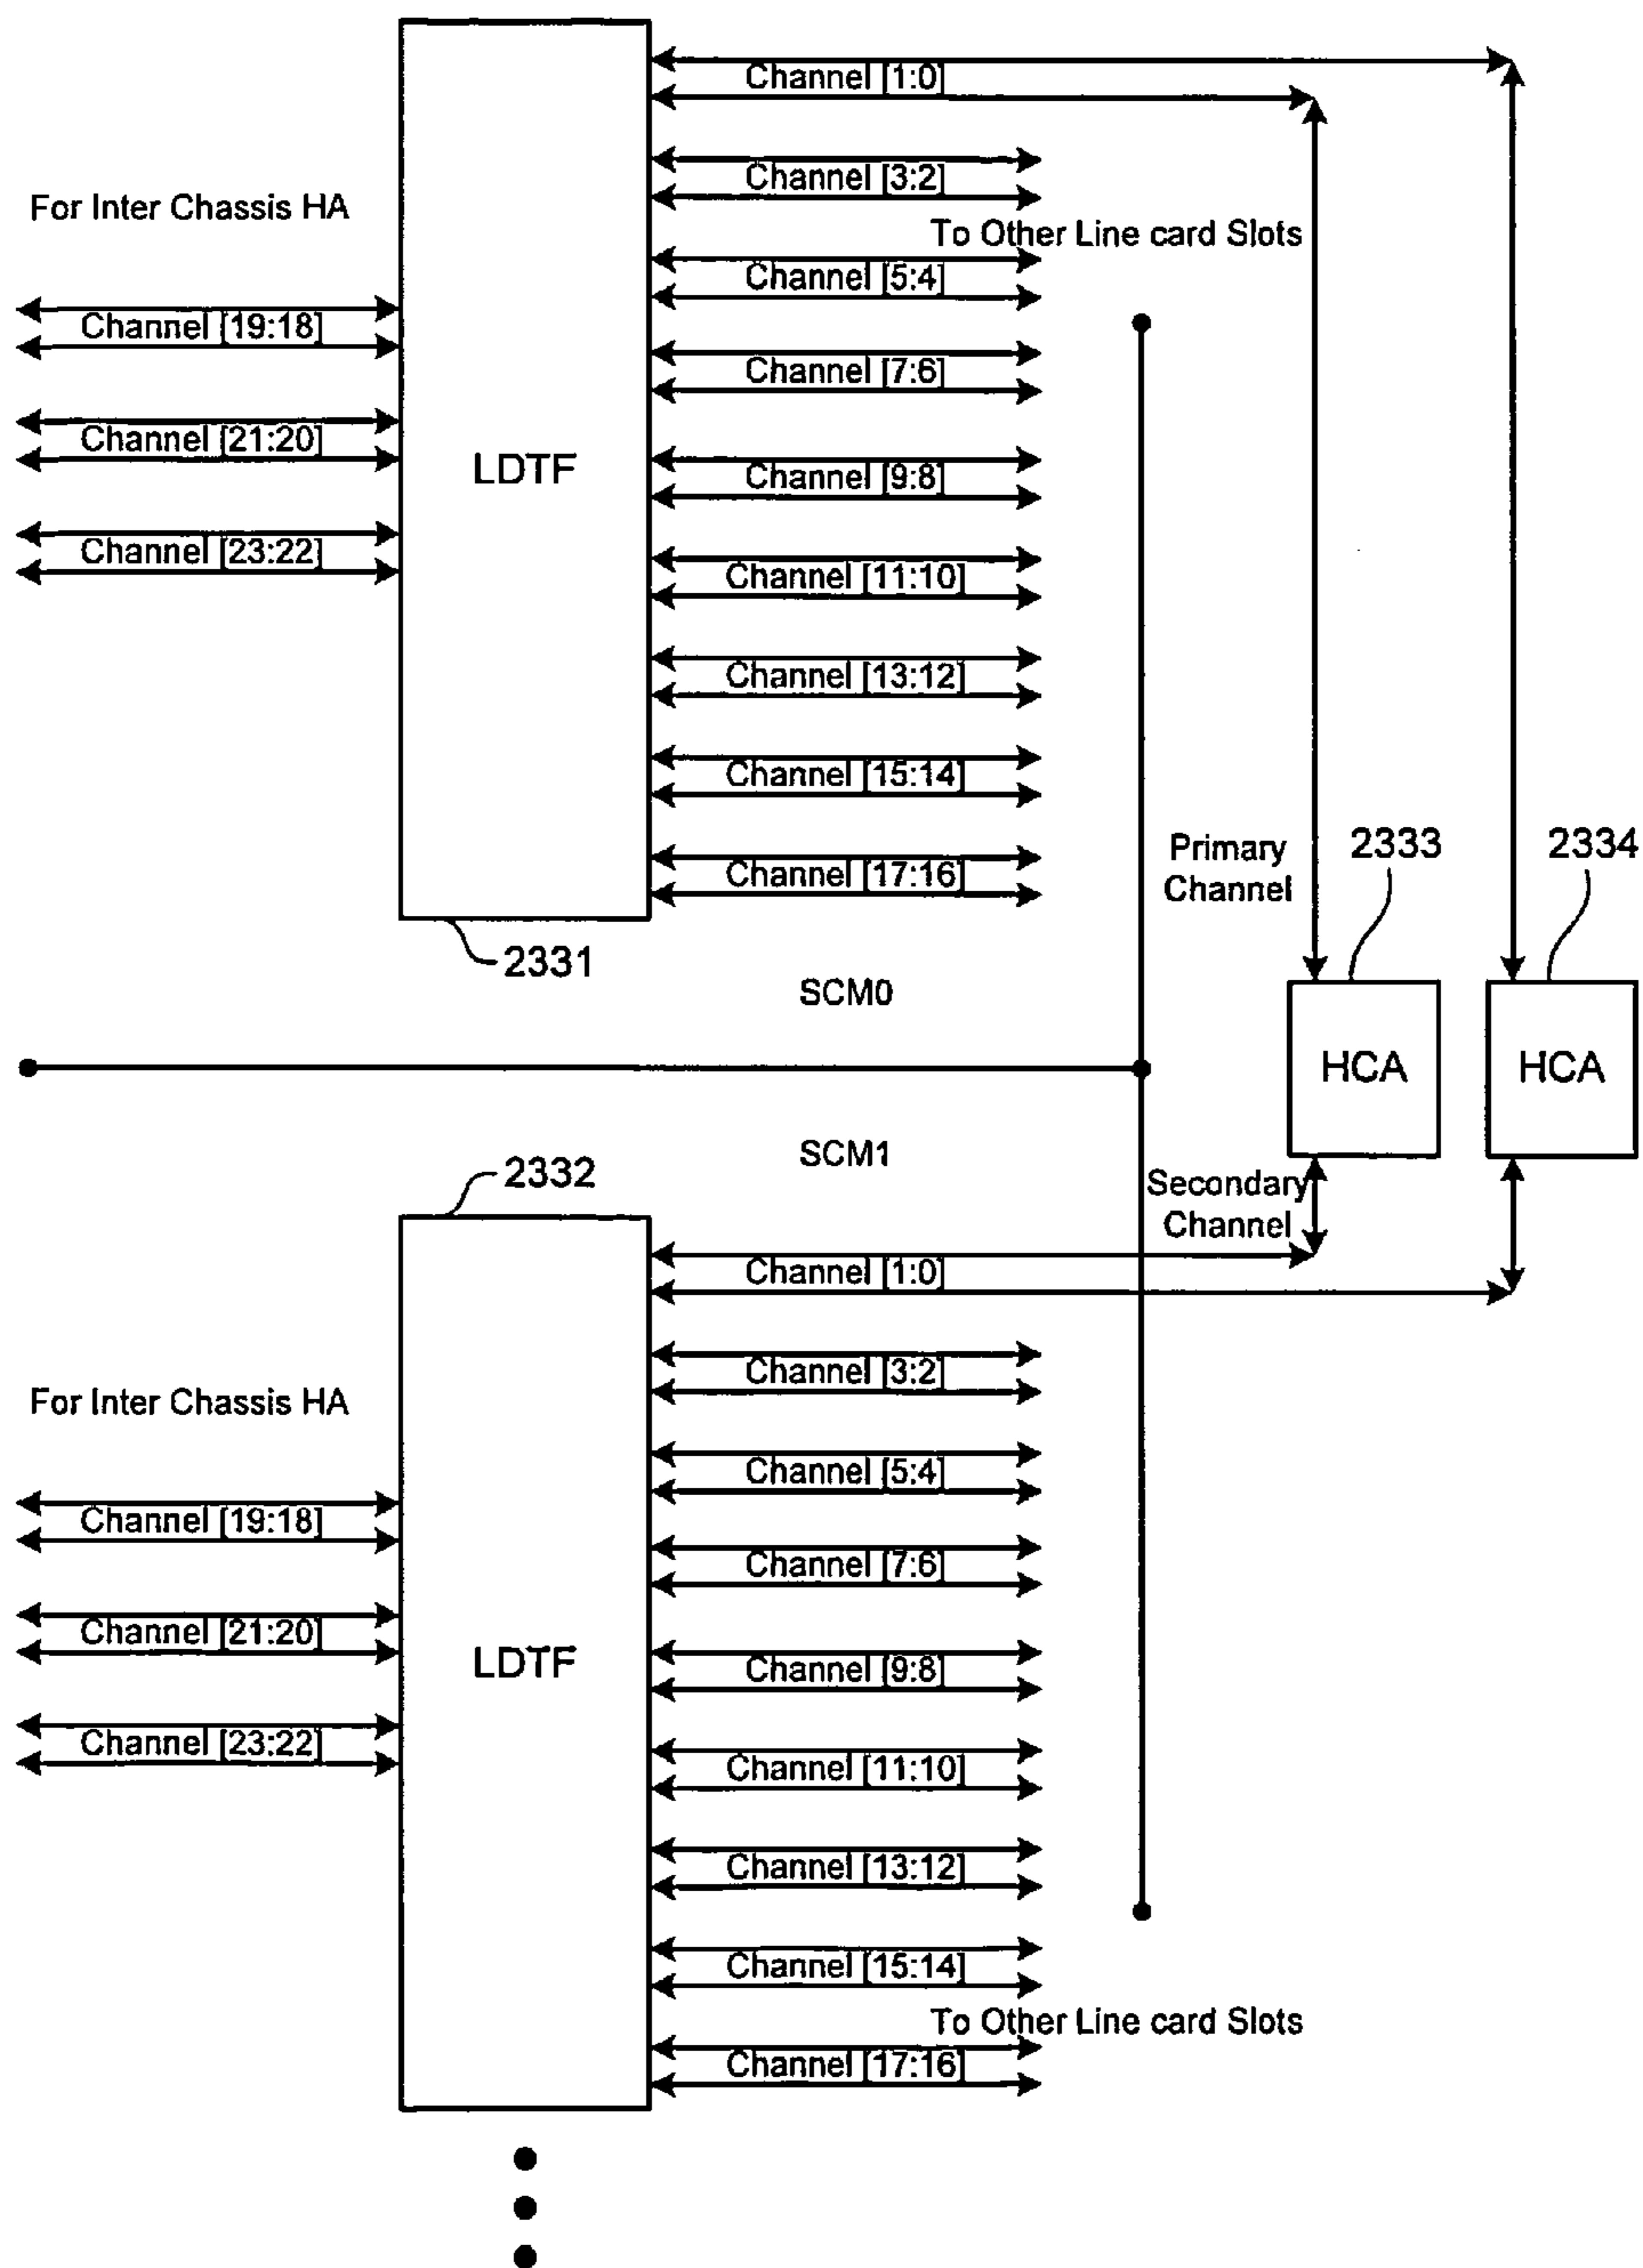 Channel [1:0]
Channel [3:2]
For Inter Chassis HA
To Other Line card Slots
Channel [5:4]
Channel [19:18]
Channel [7:6]
Channel [21:20]
LDTF
Channel [9:8]
Channel [23:22]
Channel [11:10]
Channel [13:12]
Channel [15:14]
Primary
Channel
2333
2334
Channel [17:16]
2331
SCM0
HCA
HCA
SCM1
2332
Secondary
Channel
Channel [1:0]
Channel [3:2]
For Inter Chassis HA
Channel [5:4]
Channel [19:18]
Channel [7:6]
Channel [21:20]
LDTF
Channel [9:8]
Channel [23:22]
Channel [11:10]
Channel [13:12]
Channel [15:14]
To Other Line card Slots
Channel [17:16]